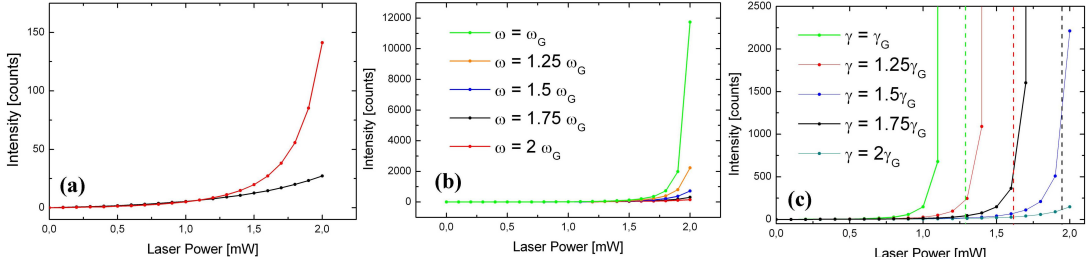 Intensity [counts]
150
100
50
0
(a)
0,0
0,5
1,0
1,5
2,0
Laser Power [mW]
(b)
Intensity [counts]
12000
10000
8000
6000
4000
2000
0
ω = ω_G
ω = 1.25 ω_G
ω = 1.5 ω_G
ω = 1.75 ω_G
ω = 2 ω_G
0,0
0,5
1,0
1,5
2,0
Laser Power [mW]
(c)
Intensity [counts]
2500
2000
1500
1000
500
0
γ = γ_G
γ = 1.25γ_G
γ = 1.5γ_G
γ = 1.75γ_G
γ = 2γ_G
0,0
0,5
1,0
1,5
2,0
Laser Power [mW]